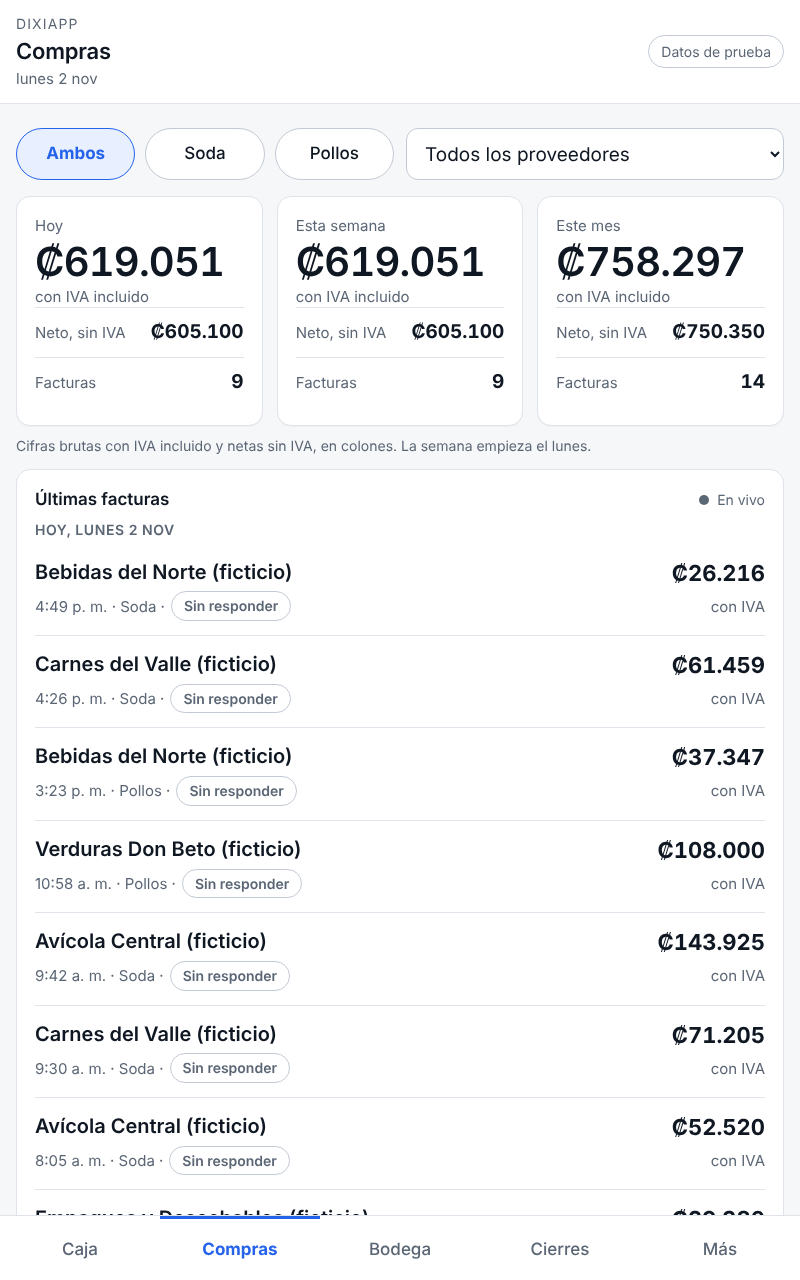 DIXIAPP
Compras
lunes 2 nov
Datos de prueba
Ambos
Soda
Pollos
Todos los proveedores
Hoy
₡619.051
con IVA incluido
Neto, sin IVA ₡605.100
Facturas 9
Esta semana
₡619.051
con IVA incluido
Neto, sin IVA ₡605.100
Facturas 9
Este mes
₡758.297
con IVA incluido
Neto, sin IVA ₡750.350
Facturas 14
Cifras brutas con IVA incluido y netas sin IVA, en colones. La semana empieza el lunes.
Últimas facturas
En vivo
HOY, LUNES 2 NOV
Bebidas del Norte (ficticio) ₡26.216
4:49 p. m. · Soda · Sin responder con IVA
Carnes del Valle (ficticio) ₡61.459
4:26 p. m. · Soda · Sin responder con IVA
Bebidas del Norte (ficticio) ₡37.347
3:23 p. m. · Pollos · Sin responder con IVA
Verduras Don Beto (ficticio) ₡108.000
10:58 a. m. · Pollos · Sin responder con IVA
Avícola Central (ficticio) ₡143.925
9:42 a. m. · Soda · Sin responder con IVA
Carnes del Valle (ficticio) ₡71.205
9:30 a. m. · Soda · Sin responder con IVA
Avícola Central (ficticio) ₡52.520
8:05 a. m. · Soda · Sin responder con IVA
Empaques y Desechables (ficticio)
Caja
Compras
Bodega
Cierres
Más